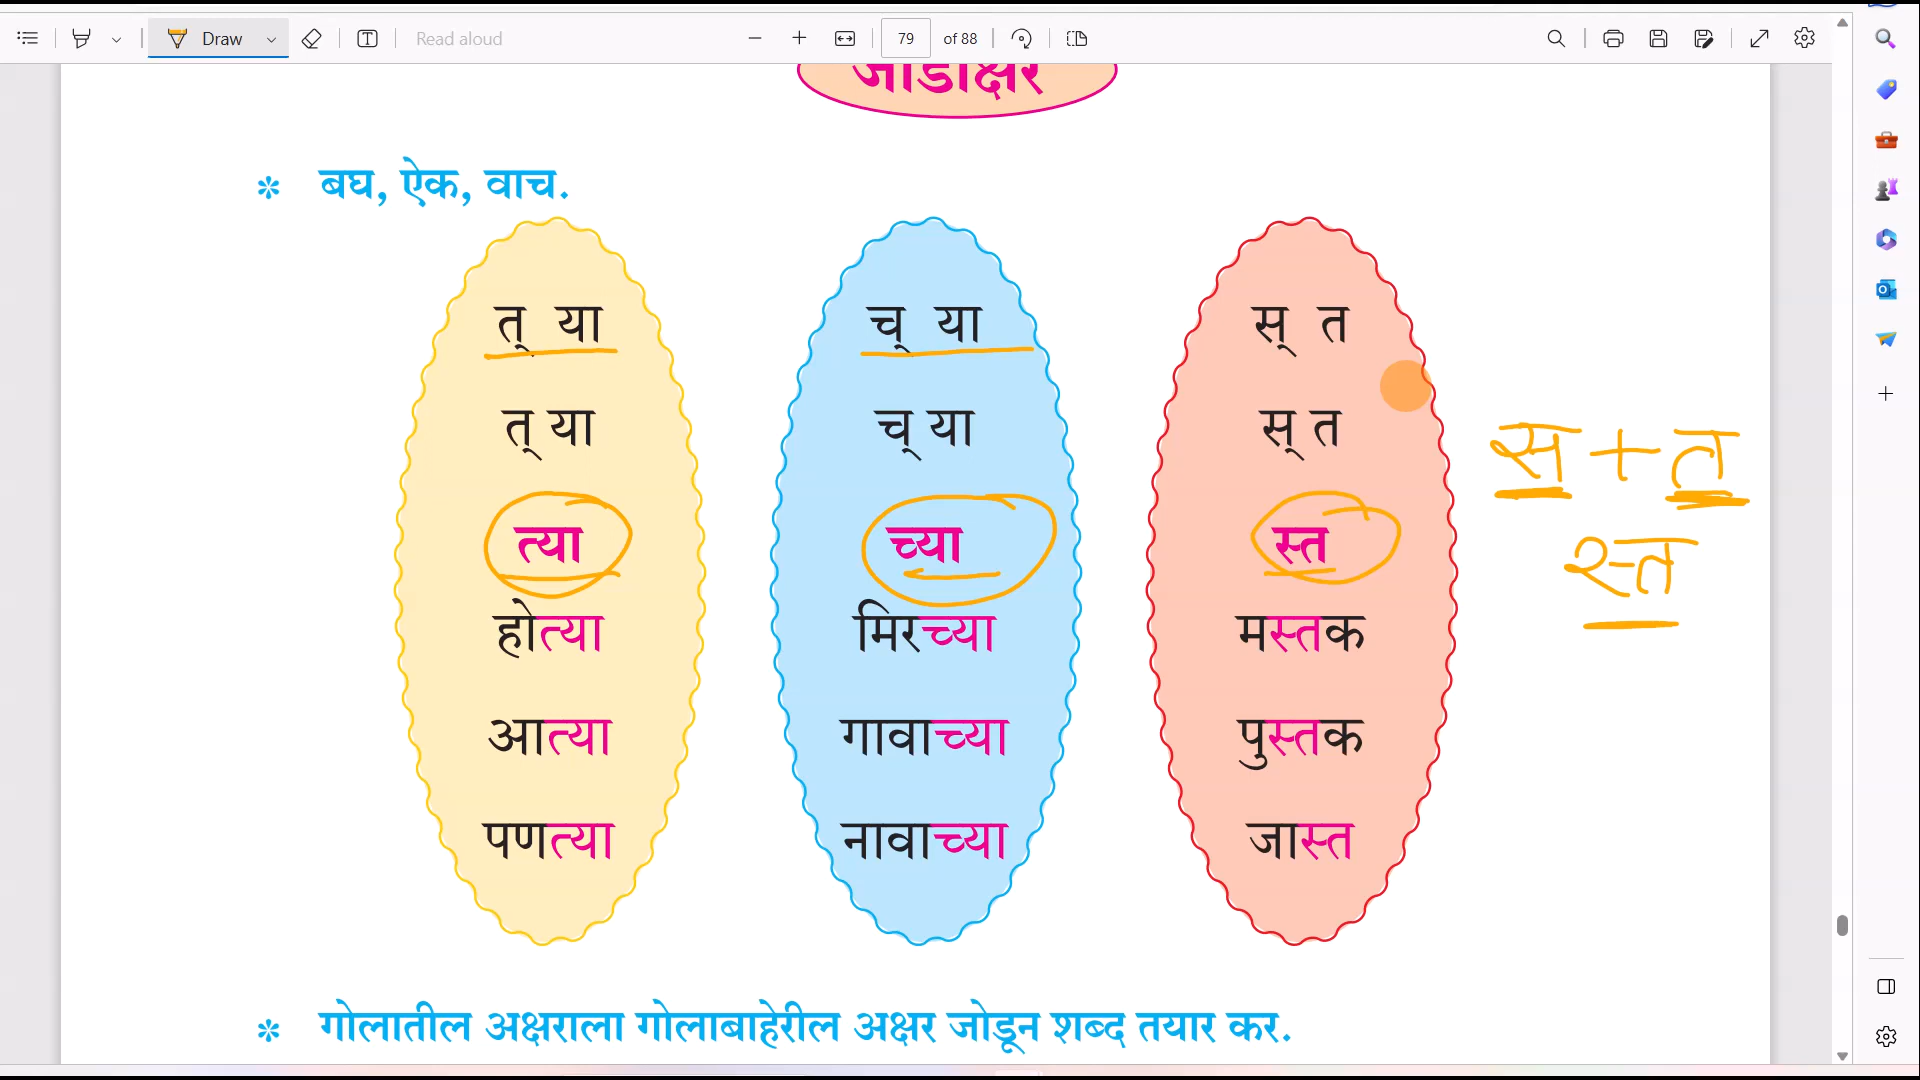 Draw
Read aloud
79 of 88
जोडाक्षर
* बघ, ऐक, वाच.
त् या
त् या
त्या
होत्या
आत्या
पणत्या
च् या
च् या
च्या
मिरच्या
गावाच्या
नावाच्या
स् त
स् त
स्त
मस्तक
पुस्तक
जास्त
स + त
स्त
* गोलातील अक्षराला गोलाबाहेरील अक्षर जोडून शब्द तयार कर.